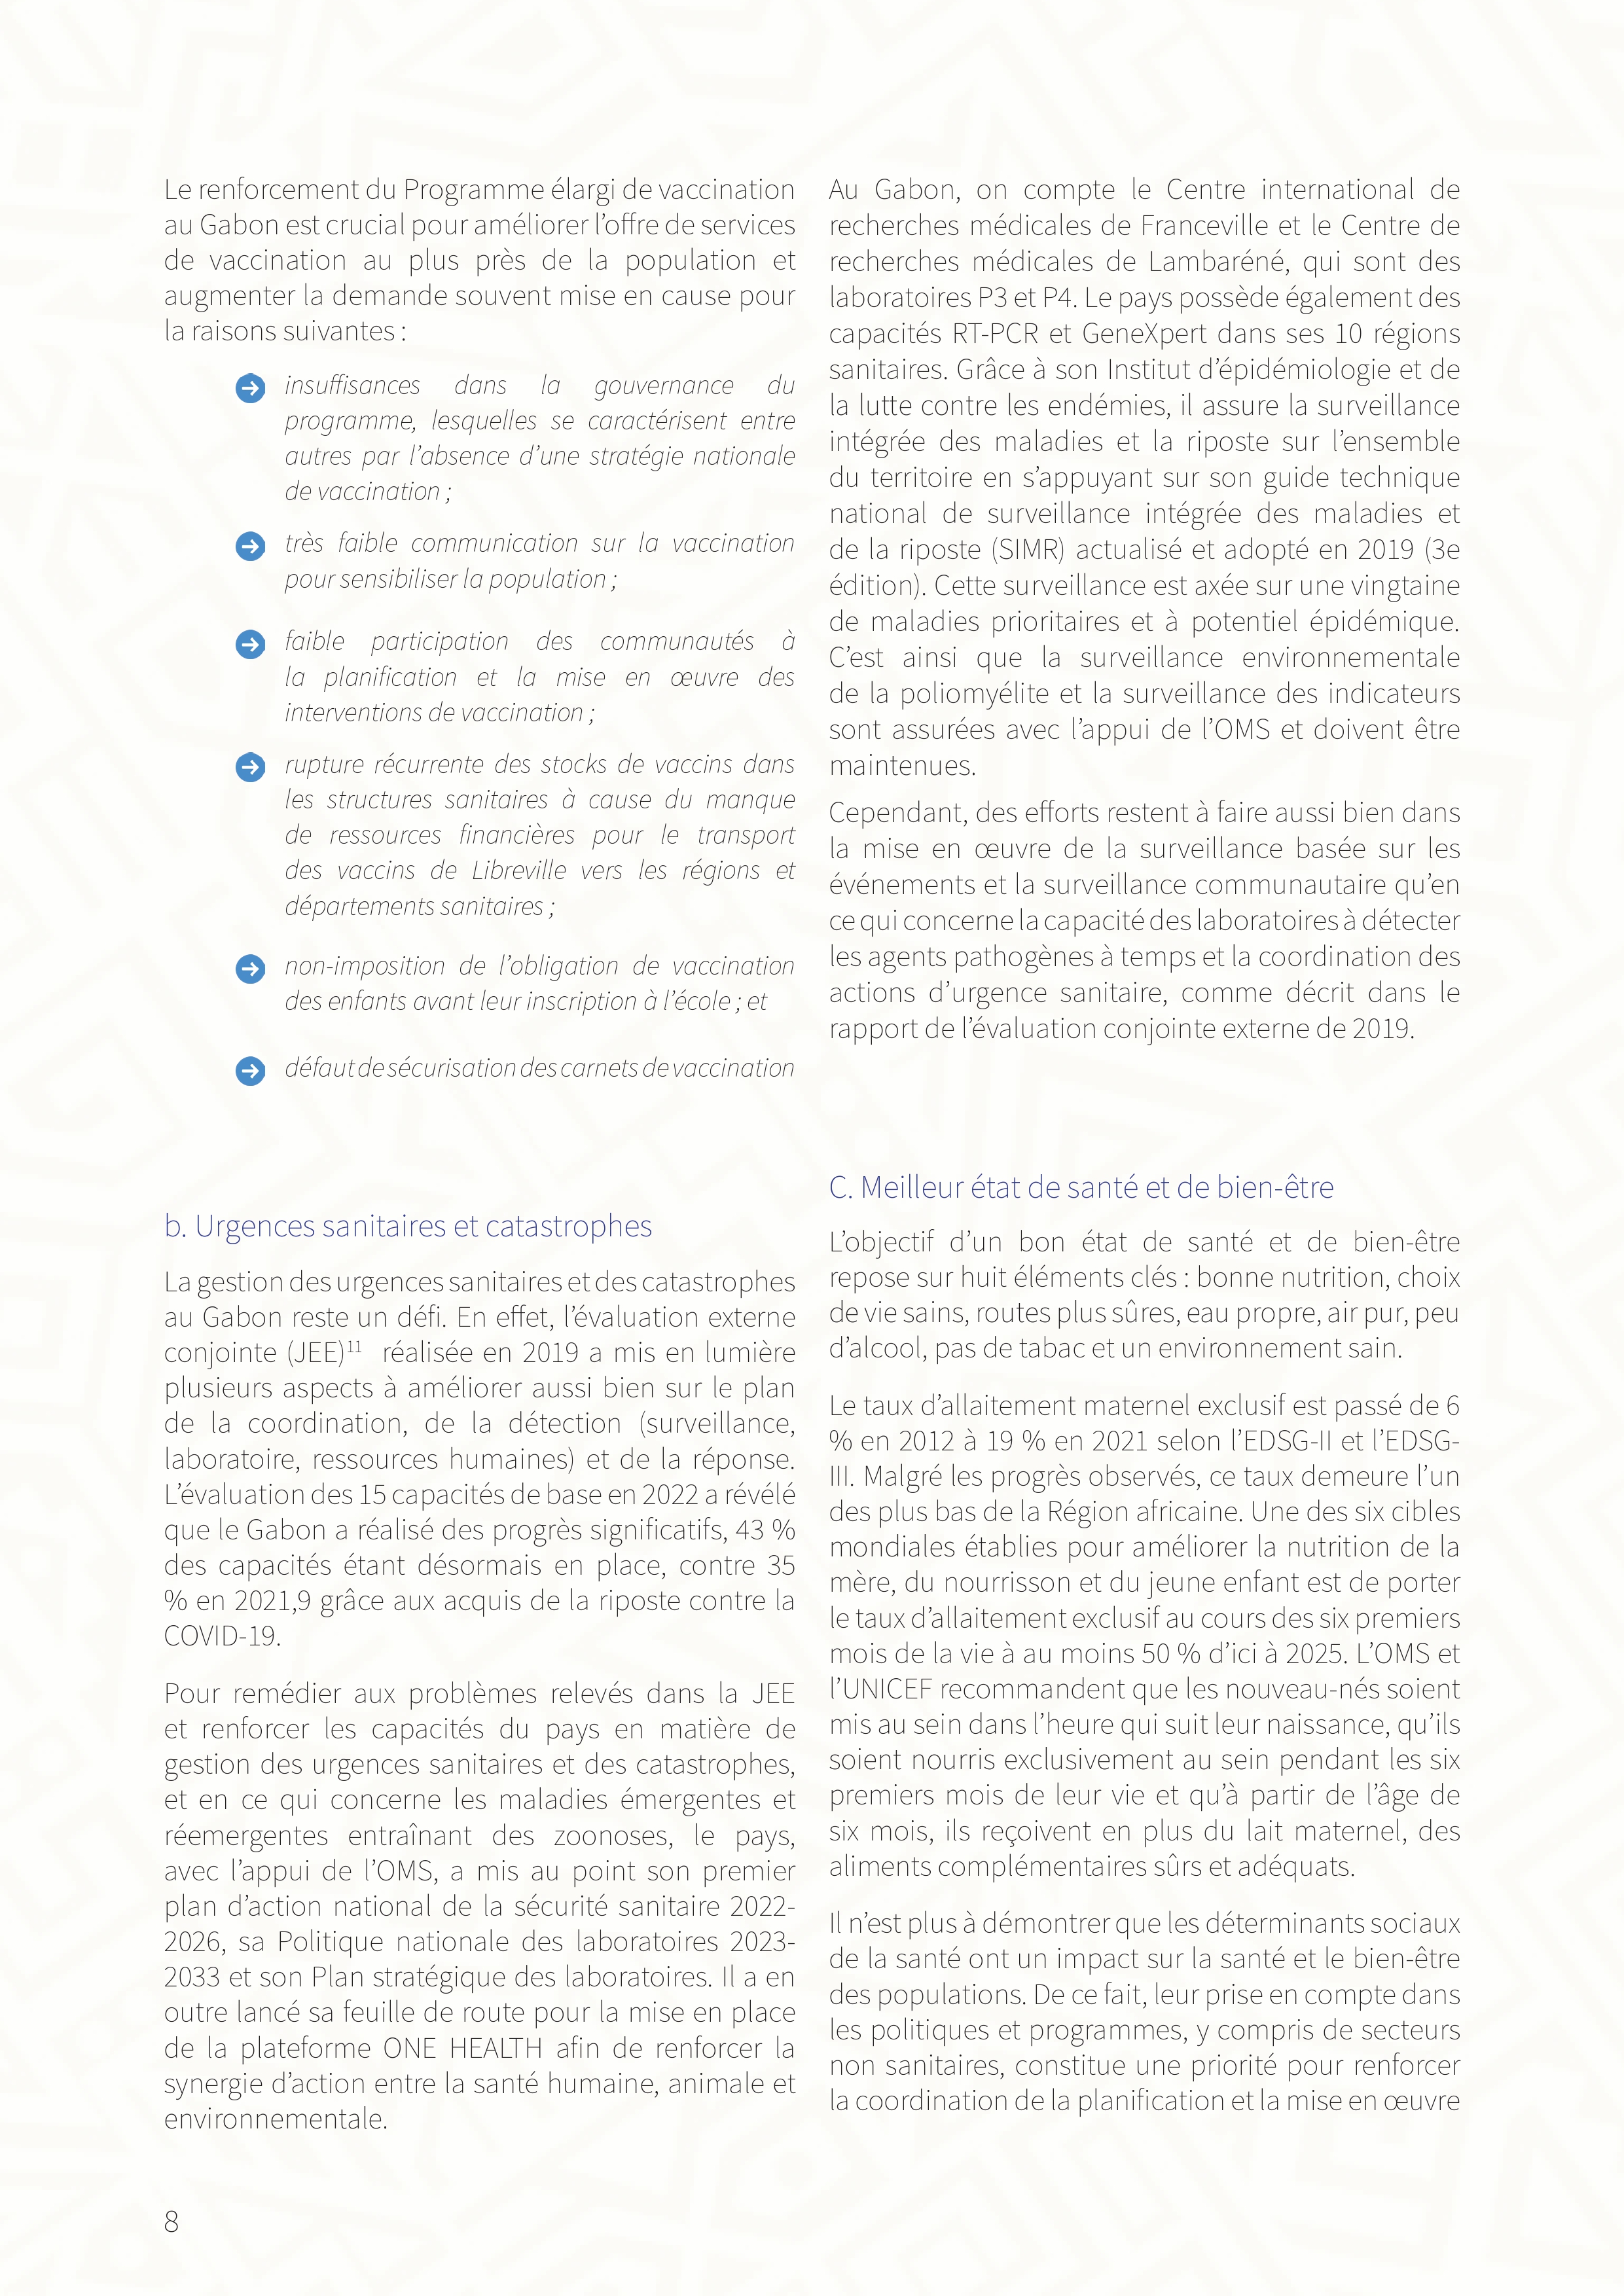 Le renforcement du Programme élargi de vaccination
au Gabon est crucial pour améliorer l’offre de services
de vaccination au plus près de la population et
augmenter la demande souvent mise en cause pour
la raisons suivantes :
insuffisances dans la gouvernance du
programme, lesquelles se caractérisent entre
autres par l’absence d’une stratégie nationale
de vaccination ;
très faible communication sur la vaccination
pour sensibiliser la population ;
faible participation des communautés à
la planification et la mise en œuvre des
interventions de vaccination ;
rupture récurrente des stocks de vaccins dans
les structures sanitaires à cause du manque
de ressources financières pour le transport
des vaccins de Libreville vers les régions et
départements sanitaires ;
non-imposition de l’obligation de vaccination
des enfants avant leur inscription à l’école ; et
défaut de sécurisation des carnets de vaccination
b. Urgences sanitaires et catastrophes
La gestion des urgences sanitaires et des catastrophes
au Gabon reste un défi. En effet, l’évaluation externe
conjointe (JEE)11 réalisée en 2019 a mis en lumière
plusieurs aspects à améliorer aussi bien sur le plan
de la coordination, de la détection (surveillance,
laboratoire, ressources humaines) et de la réponse.
L’évaluation des 15 capacités de base en 2022 a révélé
que le Gabon a réalisé des progrès significatifs, 43 %
des capacités étant désormais en place, contre 35
% en 2021,9 grâce aux acquis de la riposte contre la
COVID-19.
Pour remédier aux problèmes relevés dans la JEE
et renforcer les capacités du pays en matière de
gestion des urgences sanitaires et des catastrophes,
et en ce qui concerne les maladies émergentes et
réemergentes entraînant des zoonoses, le pays,
avec l’appui de l’OMS, a mis au point son premier
plan d’action national de la sécurité sanitaire 2022-
2026, sa Politique nationale des laboratoires 2023-
2033 et son Plan stratégique des laboratoires. Il a en
outre lancé sa feuille de route pour la mise en place
de la plateforme ONE HEALTH afin de renforcer la
synergie d’action entre la santé humaine, animale et
environnementale.
Au Gabon, on compte le Centre international de
recherches médicales de Franceville et le Centre de
recherches médicales de Lambaréné, qui sont des
laboratoires P3 et P4. Le pays possède également des
capacités RT-PCR et GeneXpert dans ses 10 régions
sanitaires. Grâce à son Institut d’épidémiologie et de
la lutte contre les endémies, il assure la surveillance
intégrée des maladies et la riposte sur l’ensemble
du territoire en s’appuyant sur son guide technique
national de surveillance intégrée des maladies et
de la riposte (SIMR) actualisé et adopté en 2019 (3e
édition). Cette surveillance est axée sur une vingtaine
de maladies prioritaires et à potentiel épidémique.
C’est ainsi que la surveillance environnementale
de la poliomyélite et la surveillance des indicateurs
sont assurées avec l’appui de l’OMS et doivent être
maintenues.
Cependant, des efforts restent à faire aussi bien dans
la mise en œuvre de la surveillance basée sur les
événements et la surveillance communautaire qu’en
ce qui concerne la capacité des laboratoires à détecter
les agents pathogènes à temps et la coordination des
actions d’urgence sanitaire, comme décrit dans le
rapport de l’évaluation conjointe externe de 2019.
C. Meilleur état de santé et de bien-être
L’objectif d’un bon état de santé et de bien-être
repose sur huit éléments clés : bonne nutrition, choix
de vie sains, routes plus sûres, eau propre, air pur, peu
d’alcool, pas de tabac et un environnement sain.
Le taux d’allaitement maternel exclusif est passé de 6
% en 2012 à 19 % en 2021 selon l’EDSG-II et l’EDSG-
III. Malgré les progrès observés, ce taux demeure l’un
des plus bas de la Région africaine. Une des six cibles
mondiales établies pour améliorer la nutrition de la
mère, du nourrisson et du jeune enfant est de porter
le taux d’allaitement exclusif au cours des six premiers
mois de la vie à au moins 50 % d’ici à 2025. L’OMS et
l’UNICEF recommandent que les nouveau-nés soient
mis au sein dans l’heure qui suit leur naissance, qu’ils
soient nourris exclusivement au sein pendant les six
premiers mois de leur vie et qu’à partir de l’âge de
six mois, ils reçoivent en plus du lait maternel, des
aliments complémentaires sûrs et adéquats.
Il n’est plus à démontrer que les déterminants sociaux
de la santé ont un impact sur la santé et le bien-être
des populations. De ce fait, leur prise en compte dans
les politiques et programmes, y compris de secteurs
non sanitaires, constitue une priorité pour renforcer
la coordination de la planification et la mise en œuvre
8